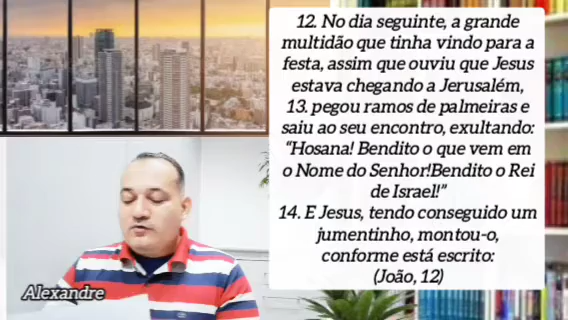 12. No dia seguinte, a grande
multidão que tinha vindo para a
festa, assim que ouviu que Jesus
estava chegando a Jerusalém,
13. pegou ramos de palmeiras e
saiu ao seu encontro, exultando:
“Hosana! Bendito o que vem em
o Nome do Senhor!Bendito o Rei
de Israel!”
14. E Jesus, tendo conseguido um
jumentinho, montou-o,
conforme está escrito:
(João, 12)
Alexandre